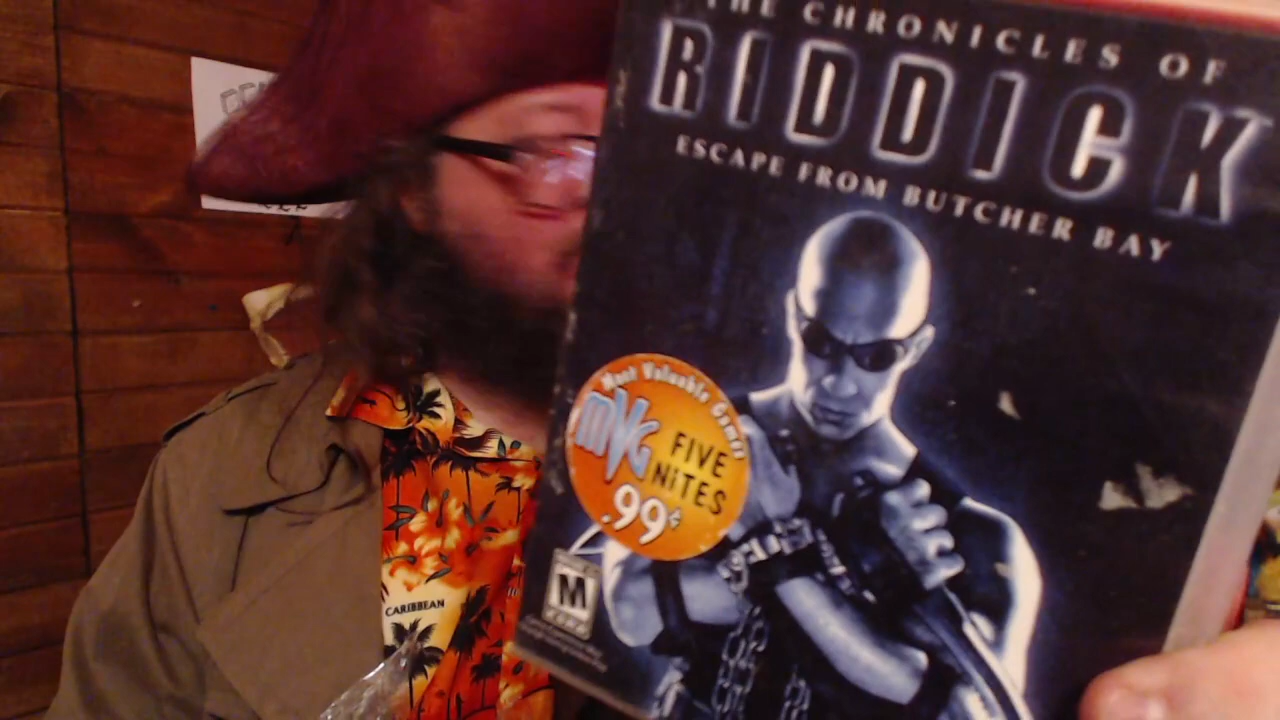 THE CHRONICLES OF
RIDDICK
ESCAPE FROM BUTCHER BAY
Most Valuable Games
MVG
FIVE
NITES
.99¢
M
CARIBBEAN